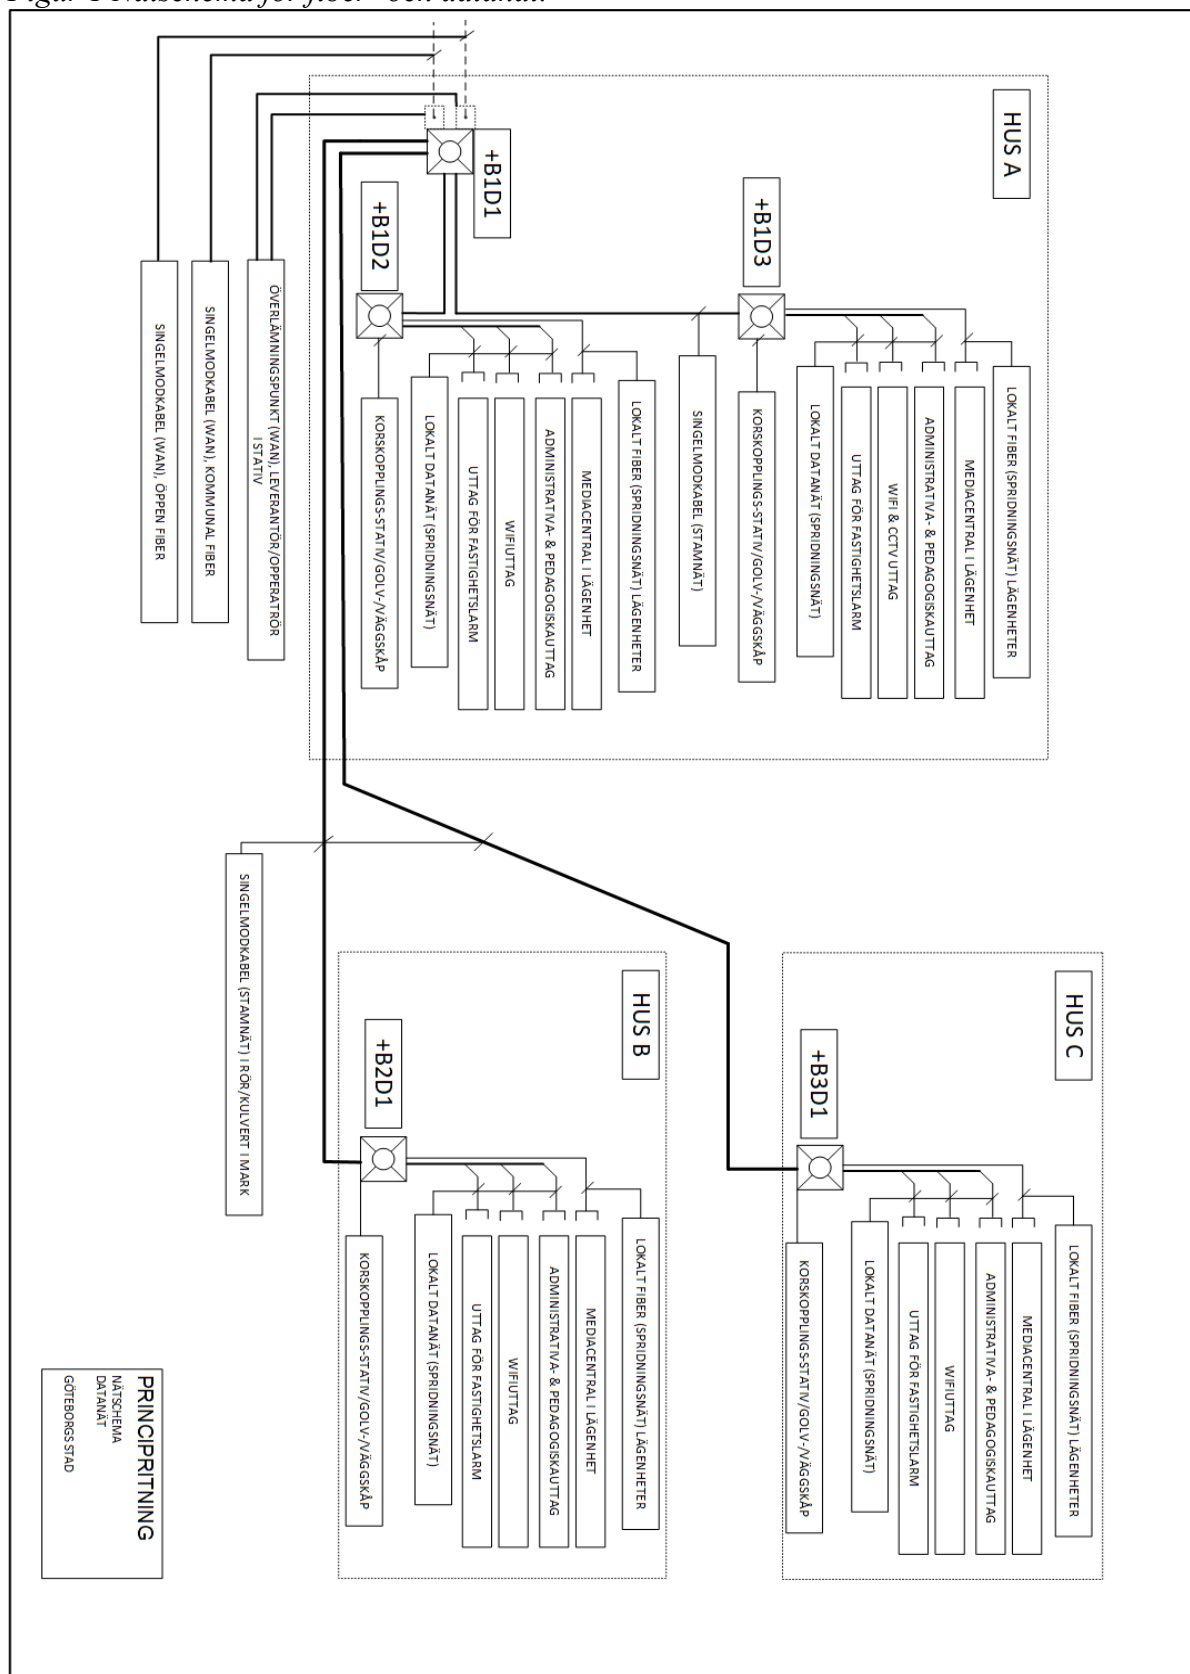 Figur 1 Nätschema för fiber- och datanät.
HUS A
+B1D3
LOKALT FIBER (SPRIDNINGSNÄT) LÄGENHETER
MEDIACENTRAL I LÄGENHET
ADMINISTRATIVA- & PEDAGOGISKAUTTAG
WIFI & CCTV UTTAG
UTTAG FÖR FASTIGHETSLARM
LOKALT DATANÄT (SPRIDNINGSNÄT)
KORSKOPPLINGS-STATIV/GOLV-/VÄGGSKÅP
SINGELMODKABEL (STAMNÄT)
+B1D1
+B1D2
LOKALT FIBER (SPRIDNINGSNÄT) LÄGENHETER
MEDIACENTRAL I LÄGENHET
ADMINISTRATIVA- & PEDAGOGISKAUTTAG
WIFIUTTAG
UTTAG FÖR FASTIGHETSLARM
LOKALT DATANÄT (SPRIDNINGSNÄT)
KORSKOPPLINGS-STATIV/GOLV-/VÄGGSKÅP
ÖVERLÄMNINGSPUNKT (WAN), LEVERANTÖR/OPPERATRÖR
I STATIV
SINGELMODKABEL (WAN), KOMMUNAL FIBER
SINGELMODKABEL (WAN), ÖPPEN FIBER
SINGELMODKABEL (STAMNÄT) I RÖR/KULVERT I MARK
HUS C
+B3D1
LOKALT FIBER (SPRIDNINGSNÄT) LÄGENHETER
MEDIACENTRAL I LÄGENHET
ADMINISTRATIVA- & PEDAGOGISKAUTTAG
WIFIUTTAG
UTTAG FÖR FASTIGHETSLARM
LOKALT DATANÄT (SPRIDNINGSNÄT)
KORSKOPPLINGS-STATIV/GOLV-/VÄGGSKÅP
HUS B
+B2D1
LOKALT FIBER (SPRIDNINGSNÄT) LÄGENHETER
MEDIACENTRAL I LÄGENHET
ADMINISTRATIVA- & PEDAGOGISKAUTTAG
WIFIUTTAG
UTTAG FÖR FASTIGHETSLARM
LOKALT DATANÄT (SPRIDNINGSNÄT)
KORSKOPPLINGS-STATIV/GOLV-/VÄGGSKÅP
PRINCIPRITNING
NÄTSCHEMA
DATANÄT
GÖTEBORGS STAD